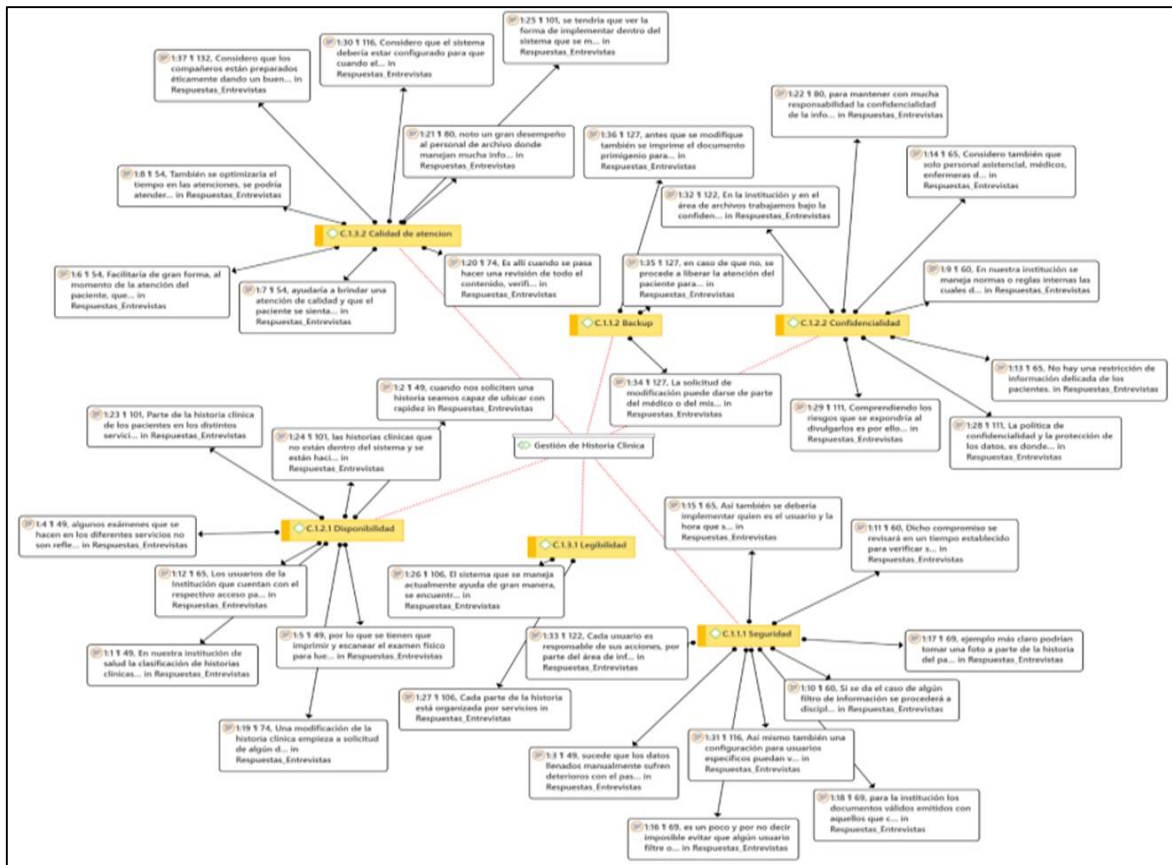 1:25 ¶ 101, se tendría que ver la
forma de implementar dentro del
sistema que se m... in
Respuestas_Entrevistas
1:30 ¶ 116, Considero que el sistema
debería estar configurado para que
cuando el... in
Respuestas_Entrevistas
1:37 ¶ 132, Considero que los
compañeros están preparados
éticamente dando un buen... in
Respuestas_Entrevistas
1:22 ¶ 80, para mantener con mucha
responsabilidad la confidencialidad
de la info... in Respuestas_Entrevistas
1:21 ¶ 80, noto un gran desempeño
al personal de archivo donde
manejan mucha info... in
Respuestas_Entrevistas
1:36 ¶ 127, antes que se modifique
también se imprime el documento
primigenio para... in
Respuestas_Entrevistas
1:14 ¶ 65, Considero también que
solo personal asistencial, médicos,
enfermeras d... in
Respuestas_Entrevistas
1:8 ¶ 54, También se optimizaría el
tiempo en las atenciones, se podría
atender... in Respuestas_Entrevistas
1:32 ¶ 122, En la institución y en el
área de archivos trabajamos bajo la
confiden... in Respuestas_Entrevistas
C.1.3.2 Calidad de atencion
1:6 ¶ 54, Facilitaría de gran forma, al
momento de la atención del
paciente, que... in
Respuestas_Entrevistas
1:20 ¶ 74, Es allí cuando se pasa
hacer una revisión de todo el
contenido, verifi... in
Respuestas_Entrevistas
1:35 ¶ 127, en caso de que no, se
procede a liberar la atención del
paciente para... in
Respuestas_Entrevistas
1:9 ¶ 60, En nuestra institución se
maneja normas o reglas internas las
cuales d... in Respuestas_Entrevistas
1:7 ¶ 54, ayudaría a brindar una
atención de calidad y que el
paciente se sienta... in
Respuestas_Entrevistas
C.1.1.2 Backup
C.1.2.2 Confidencialidad
1:13 ¶ 65, No hay una restricción de
información delicada de los
pacientes. in Respuestas_Entrevistas
1:2 ¶ 49, cuando nos soliciten una
historia seamos capaz de ubicar con
rapidez in Respuestas_Entrevistas
1:34 ¶ 127, La solicitud de
modificación puede darse de parte
del médico o del mis... in
Respuestas_Entrevistas
1:29 ¶ 111, Comprendiendo los
riesgos que se expondría al
divulgarlos es por ello... in
Respuestas_Entrevistas
1:28 ¶ 111, La política de
confidencialidad y la protección de
los datos, es donde... in
Respuestas_Entrevistas
1:23 ¶ 101, Parte de la historia clínica
de los pacientes en los distintos
servici... in Respuestas_Entrevistas
1:24 ¶ 101, las historias clínicas que
no están dentro del sistema y se
están haci... in
Respuestas_Entrevistas
Gestión de Historia Clínica
1:4 ¶ 49, algunos exámenes que se
hacen en los diferentes servicios no
son refle... in Respuestas_Entrevistas
C.1.2.1 Disponibilidad
C.1.3.1 Legibilidad
1:15 ¶ 65, Así también se debería
implementar quien es el usuario y la
hora que s... in
Respuestas_Entrevistas
1:11 ¶ 60, Dicho compromiso se
revisará en un tiempo establecido
para verificar s... in
Respuestas_Entrevistas
1:12 ¶ 65, Los usuarios de la
Institución que cuentan con el
respectivo acceso pa... in
Respuestas_Entrevistas
1:26 ¶ 106, El sistema que se maneja
actualmente ayuda de gran manera,
se encuentr... in
Respuestas_Entrevistas
1:5 ¶ 49, por lo que se tienen que
imprimir y escanear el examen físico
para lue... in Respuestas_Entrevistas
1:33 ¶ 122, Cada usuario es
responsable de sus acciones, por
parte del área de inf... in
Respuestas_Entrevistas
C.1.1.1 Seguridad
1:17 ¶ 69, ejemplo más claro podrían
tomar una foto a parte de la historia
del pa... in Respuestas_Entrevistas
1:1 ¶ 49, En nuestra institución de
salud la clasificación de historias
clínicas... in Respuestas_Entrevistas
1:27 ¶ 106, Cada parte de la historia
está organizada por servicios in
Respuestas_Entrevistas
1:10 ¶ 60, Si se da el caso de algún
filtro de información se procederá a
discipl... in Respuestas_Entrevistas
1:19 ¶ 74, Una modificación de la
historia clínica empieza a solicitud
de algún d... in
Respuestas_Entrevistas
1:3 ¶ 49, sucede que los datos
llenados manualmente sufren
deterioros con el pas... in
Respuestas_Entrevistas
1:31 ¶ 116, Así mismo también una
configuración para usuarios
específicos puedan v... in
Respuestas_Entrevistas
1:18 ¶ 69, para la institución los
documentos válidos emitidos con
aquellos que c... in
Respuestas_Entrevistas
1:16 ¶ 69, es un poco y por no decir
imposible evitar que algún usuario
filtre o... in Respuestas_Entrevistas